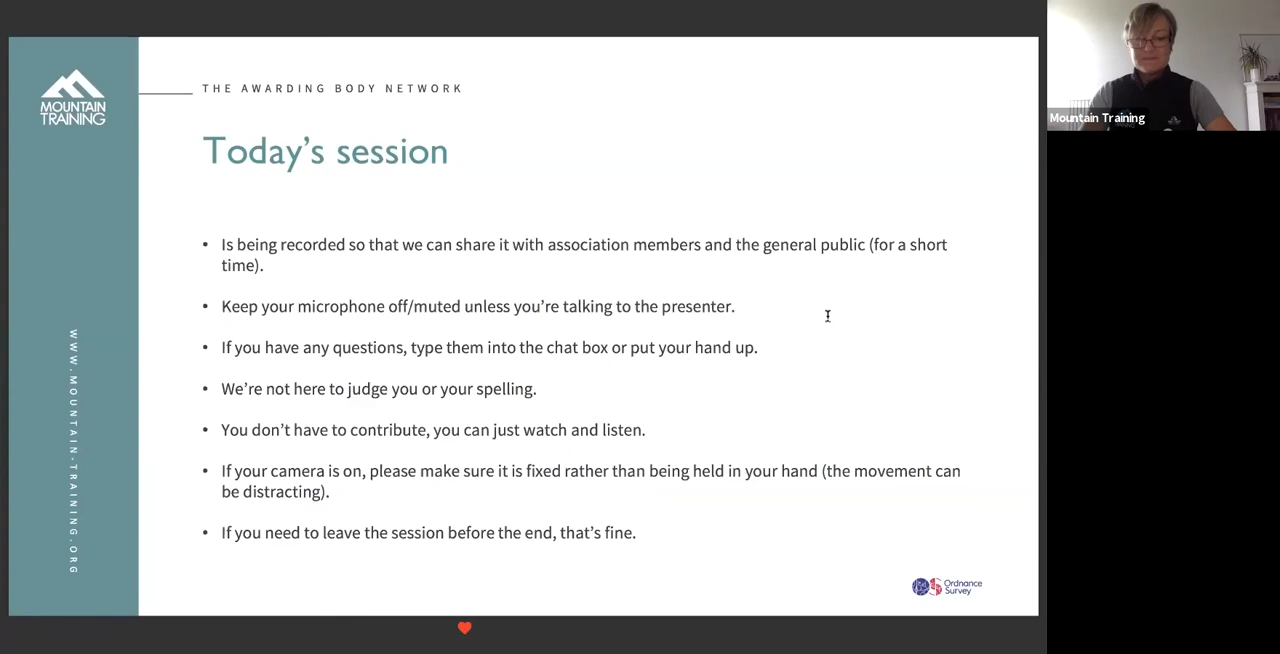 MOUNTAIN
TRAINING
THE AWARDING BODY NETWORK
Today's session
• Is being recorded so that we can share it with association members and the general public (for a short
time).
• Keep your microphone off/muted unless you're talking to the presenter.
• If you have any questions, type them into the chat box or put your hand up.
• We're not here to judge you or your spelling.
• You don't have to contribute, you can just watch and listen.
• If your camera is on, please make sure it is fixed rather than being held in your hand (the movement can
be distracting).
• If you need to leave the session before the end, that's fine.
WWW.MOUNTAIN-TRAINING.ORG
Ordnance
Survey
Mountain Training